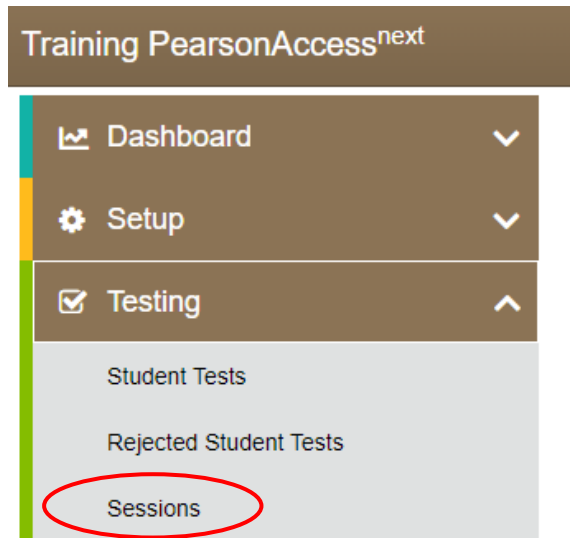 Training PearsonAccessnext
Dashboard
Setup
Testing
Student Tests
Rejected Student Tests
Sessions